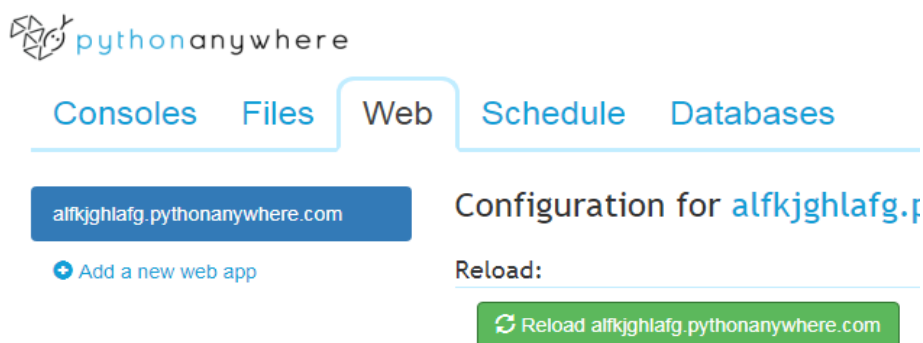 pythonanywhere
Consoles Files Web Schedule Databases
alfkjghlafg.pythonanywhere.com
Add a new web app
Configuration for alfkjghlafg.
Reload:
Reload alfkjghlafg.pythonanywhere.com